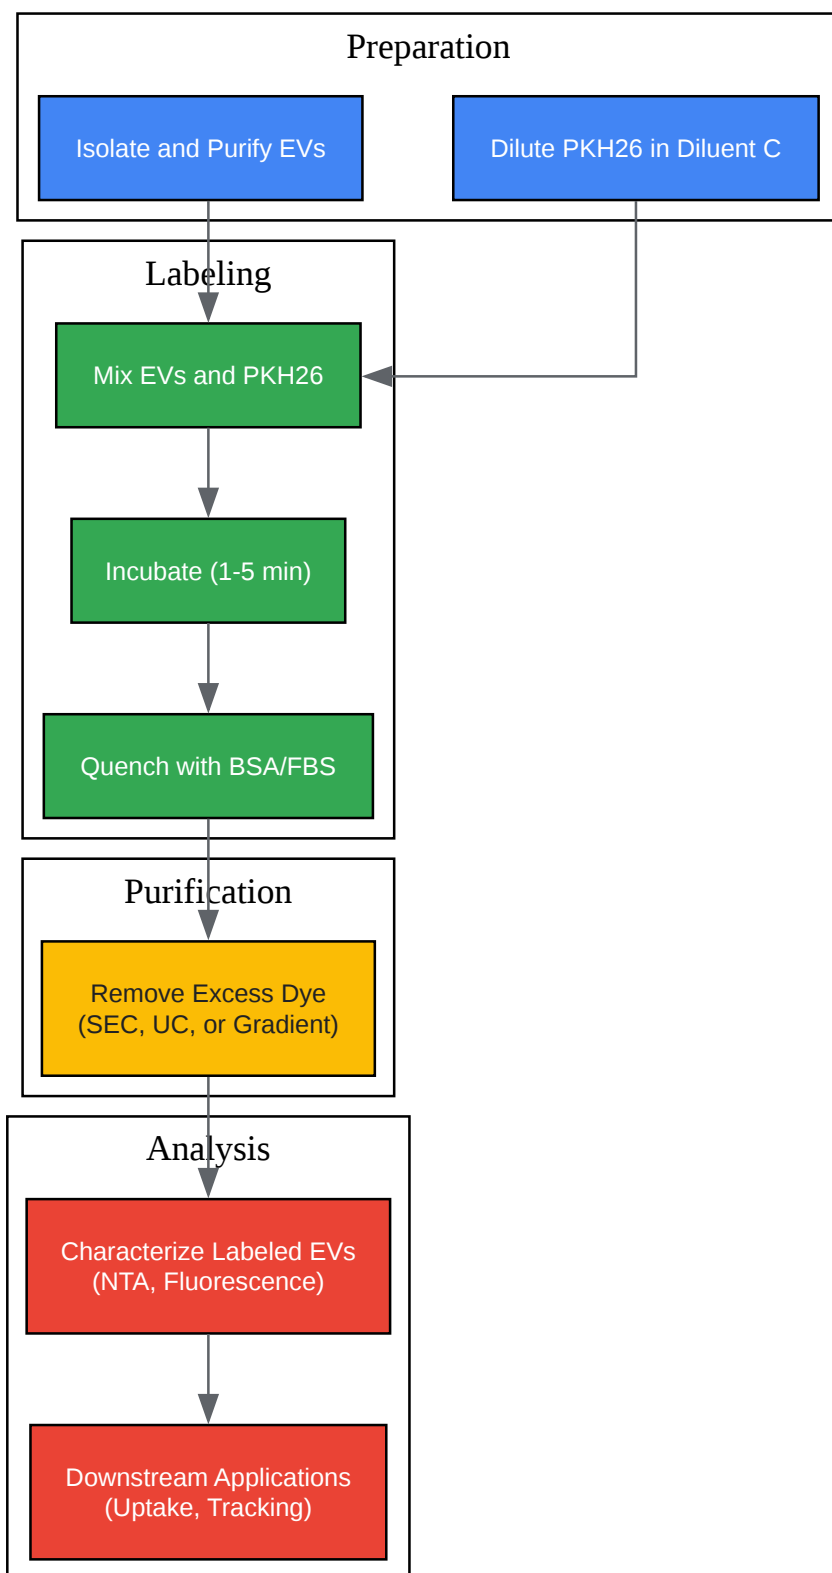 Preparation
Isolate and Purify EVs
Dilute PKH26 in Diluent C
Labeling
Mix EVs and PKH26
Incubate (1-5 min)
Quench with BSA/FBS
Purification
Remove Excess Dye
(SEC, UC, or Gradient)
Analysis
Characterize Labeled EVs
(NTA, Fluorescence)
Downstream Applications
(Uptake, Tracking)